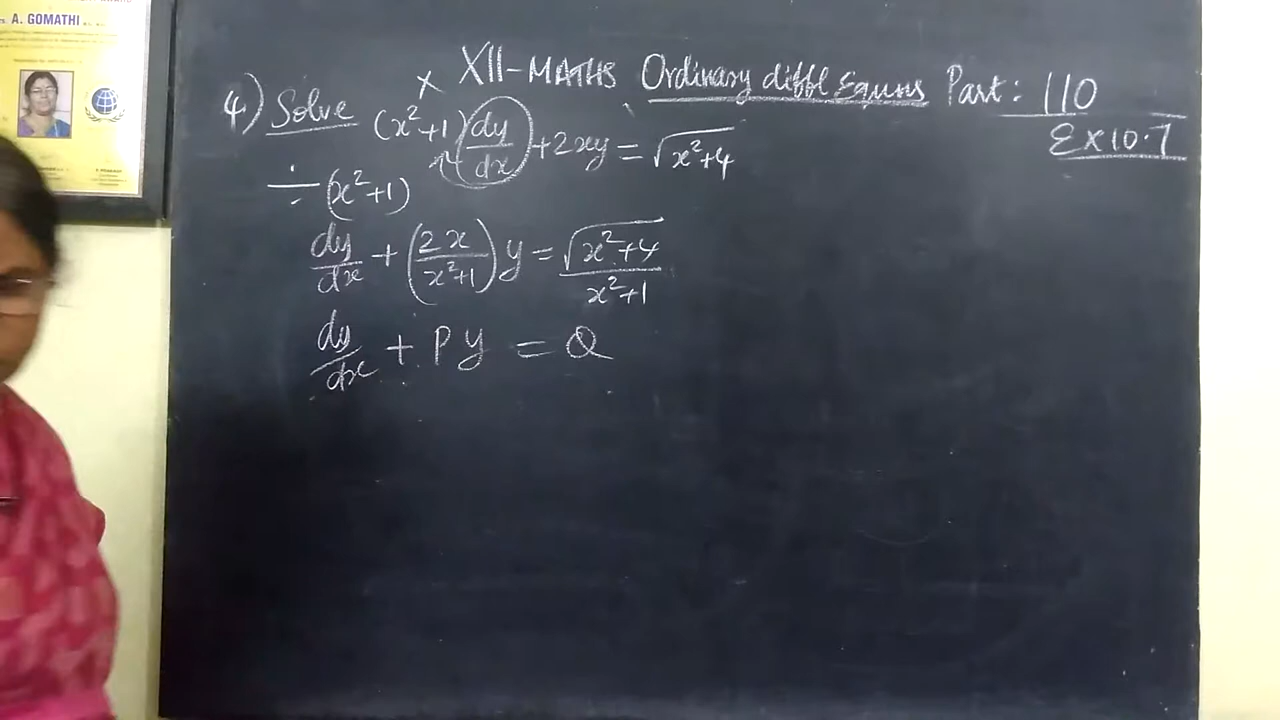 A. GOMATHI
XII-MATHS Ordinary diffl Equns Part: 110
Ex 10.7
4) Solve (x²+1) dy/dx + 2xy = √(x²+4)
÷ (x²+1)
dy/dx + (2x/(x²+1)) y = √(x²+4)/(x²+1)
dy/dx + Py = Q